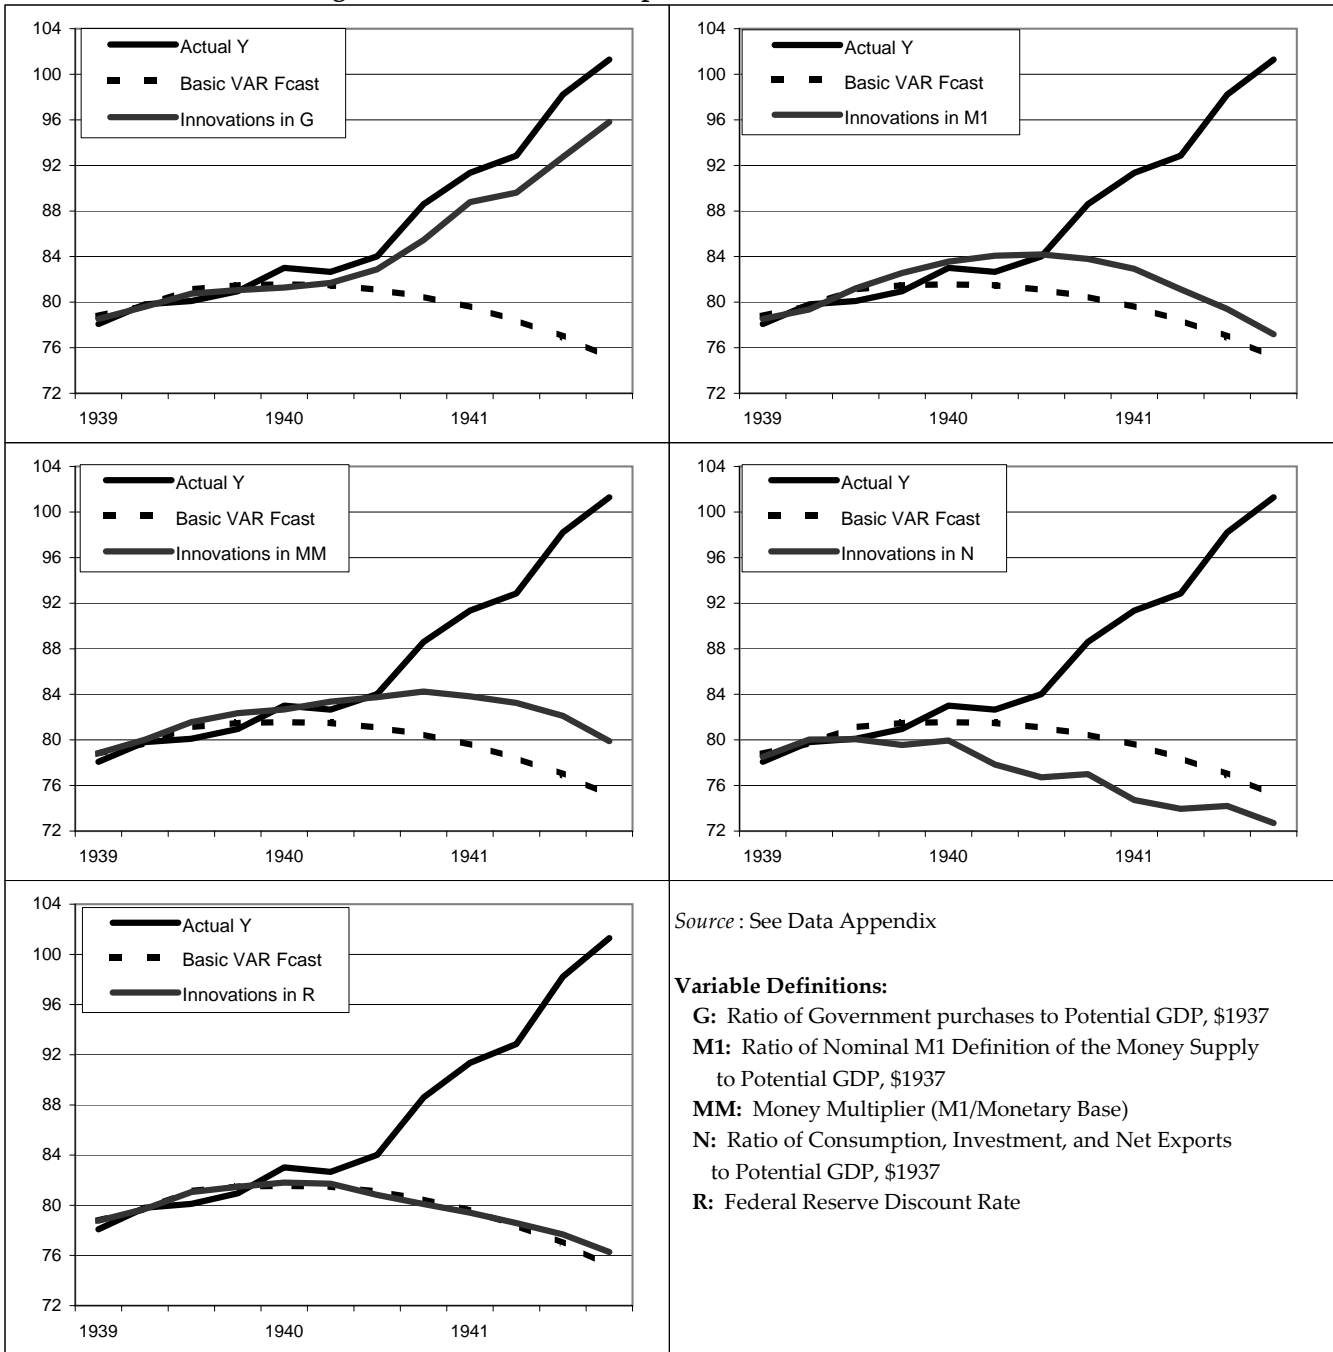 104
100
96
92
88
84
80
76
72
Actual Y
Basic VAR Fcast
Innovations in G
1939 1940 1941
104
100
96
92
88
84
80
76
72
Actual Y
Basic VAR Fcast
Innovations in M1
1939 1940 1941
104
100
96
92
88
84
80
76
72
Actual Y
Basic VAR Fcast
Innovations in MM
1939 1940 1941
104
100
96
92
88
84
80
76
72
Actual Y
Basic VAR Fcast
Innovations in N
1939 1940 1941
104
100
96
92
88
84
80
76
72
Actual Y
Basic VAR Fcast
Innovations in R
1939 1940 1941
Source : See Data Appendix
Variable Definitions:
G: Ratio of Government purchases to Potential GDP, $1937
M1: Ratio of Nominal M1 Definition of the Money Supply
to Potential GDP, $1937
MM: Money Multiplier (M1/Monetary Base)
N: Ratio of Consumption, Investment, and Net Exports
to Potential GDP, $1937
R: Federal Reserve Discount Rate